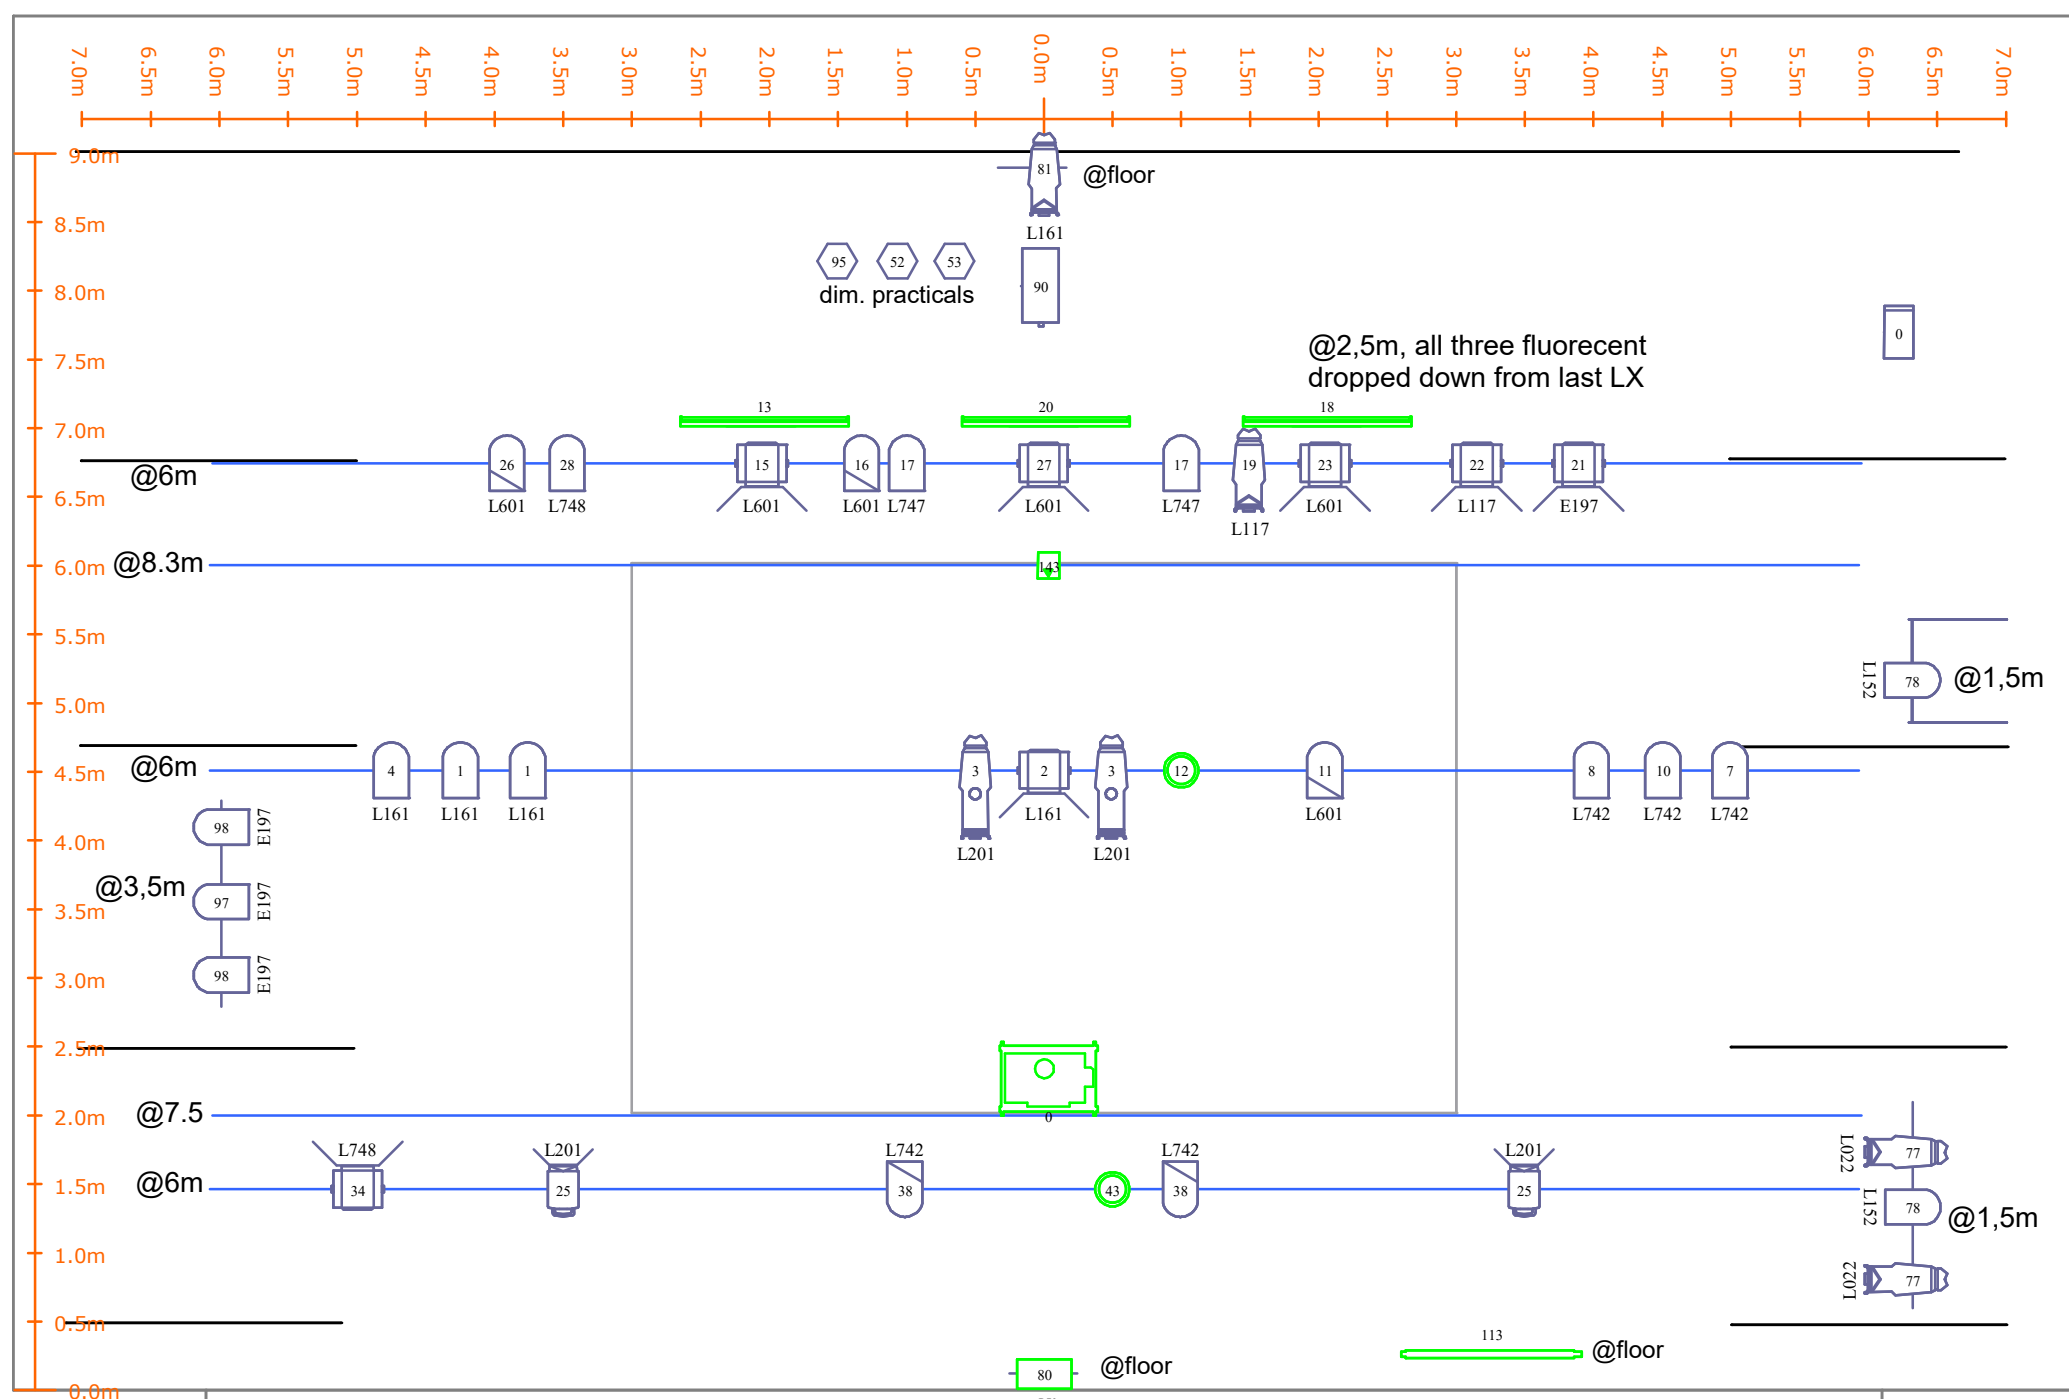 7.0m 6.5m 6.0m 5.5m 5.0m 4.5m 4.0m 3.5m 3.0m 2.5m 2.0m 1.5m 1.0m 0.5m 0.0m 0.5m 1.0m 1.5m 2.0m 2.5m 3.0m 3.5m 4.0m 4.5m 5.0m 5.5m 6.0m 6.5m 7.0m
9.0m
81 @floor
8.5m
L161
95 52 53
90
8.0m
dim. practicals
0
@2,5m, all three fluorecent
dropped down from last LX
7.5m
13 20 18
7.0m
@6m
26 28 15 16 17 27 17 19 23 22 21
6.5m
L601 L748 L601 L601 L747 L601 L747 L601 L117 E197
L117
6.0m
@8.3m
143
5.5m
L152
78
@1,5m
5.0m
4.5m
@6m
4 1 1 3 2 3 12 11 8 10 7
L161 L161 L161 L161 L601 L742 L742 L742
98 E197
4.0m
L201 L201
@3,5m
97 E197
3.5m
3.0m
98 E197
2.5m
2.0m
@7.5
0
L748 L201 L742 L742 L201
L022 77
1.5m
@6m
34 25 38 43 38 25
L152 78
@1,5m
1.0m
L022 77
0.5m
113
@floor
80 @floor
0.0m